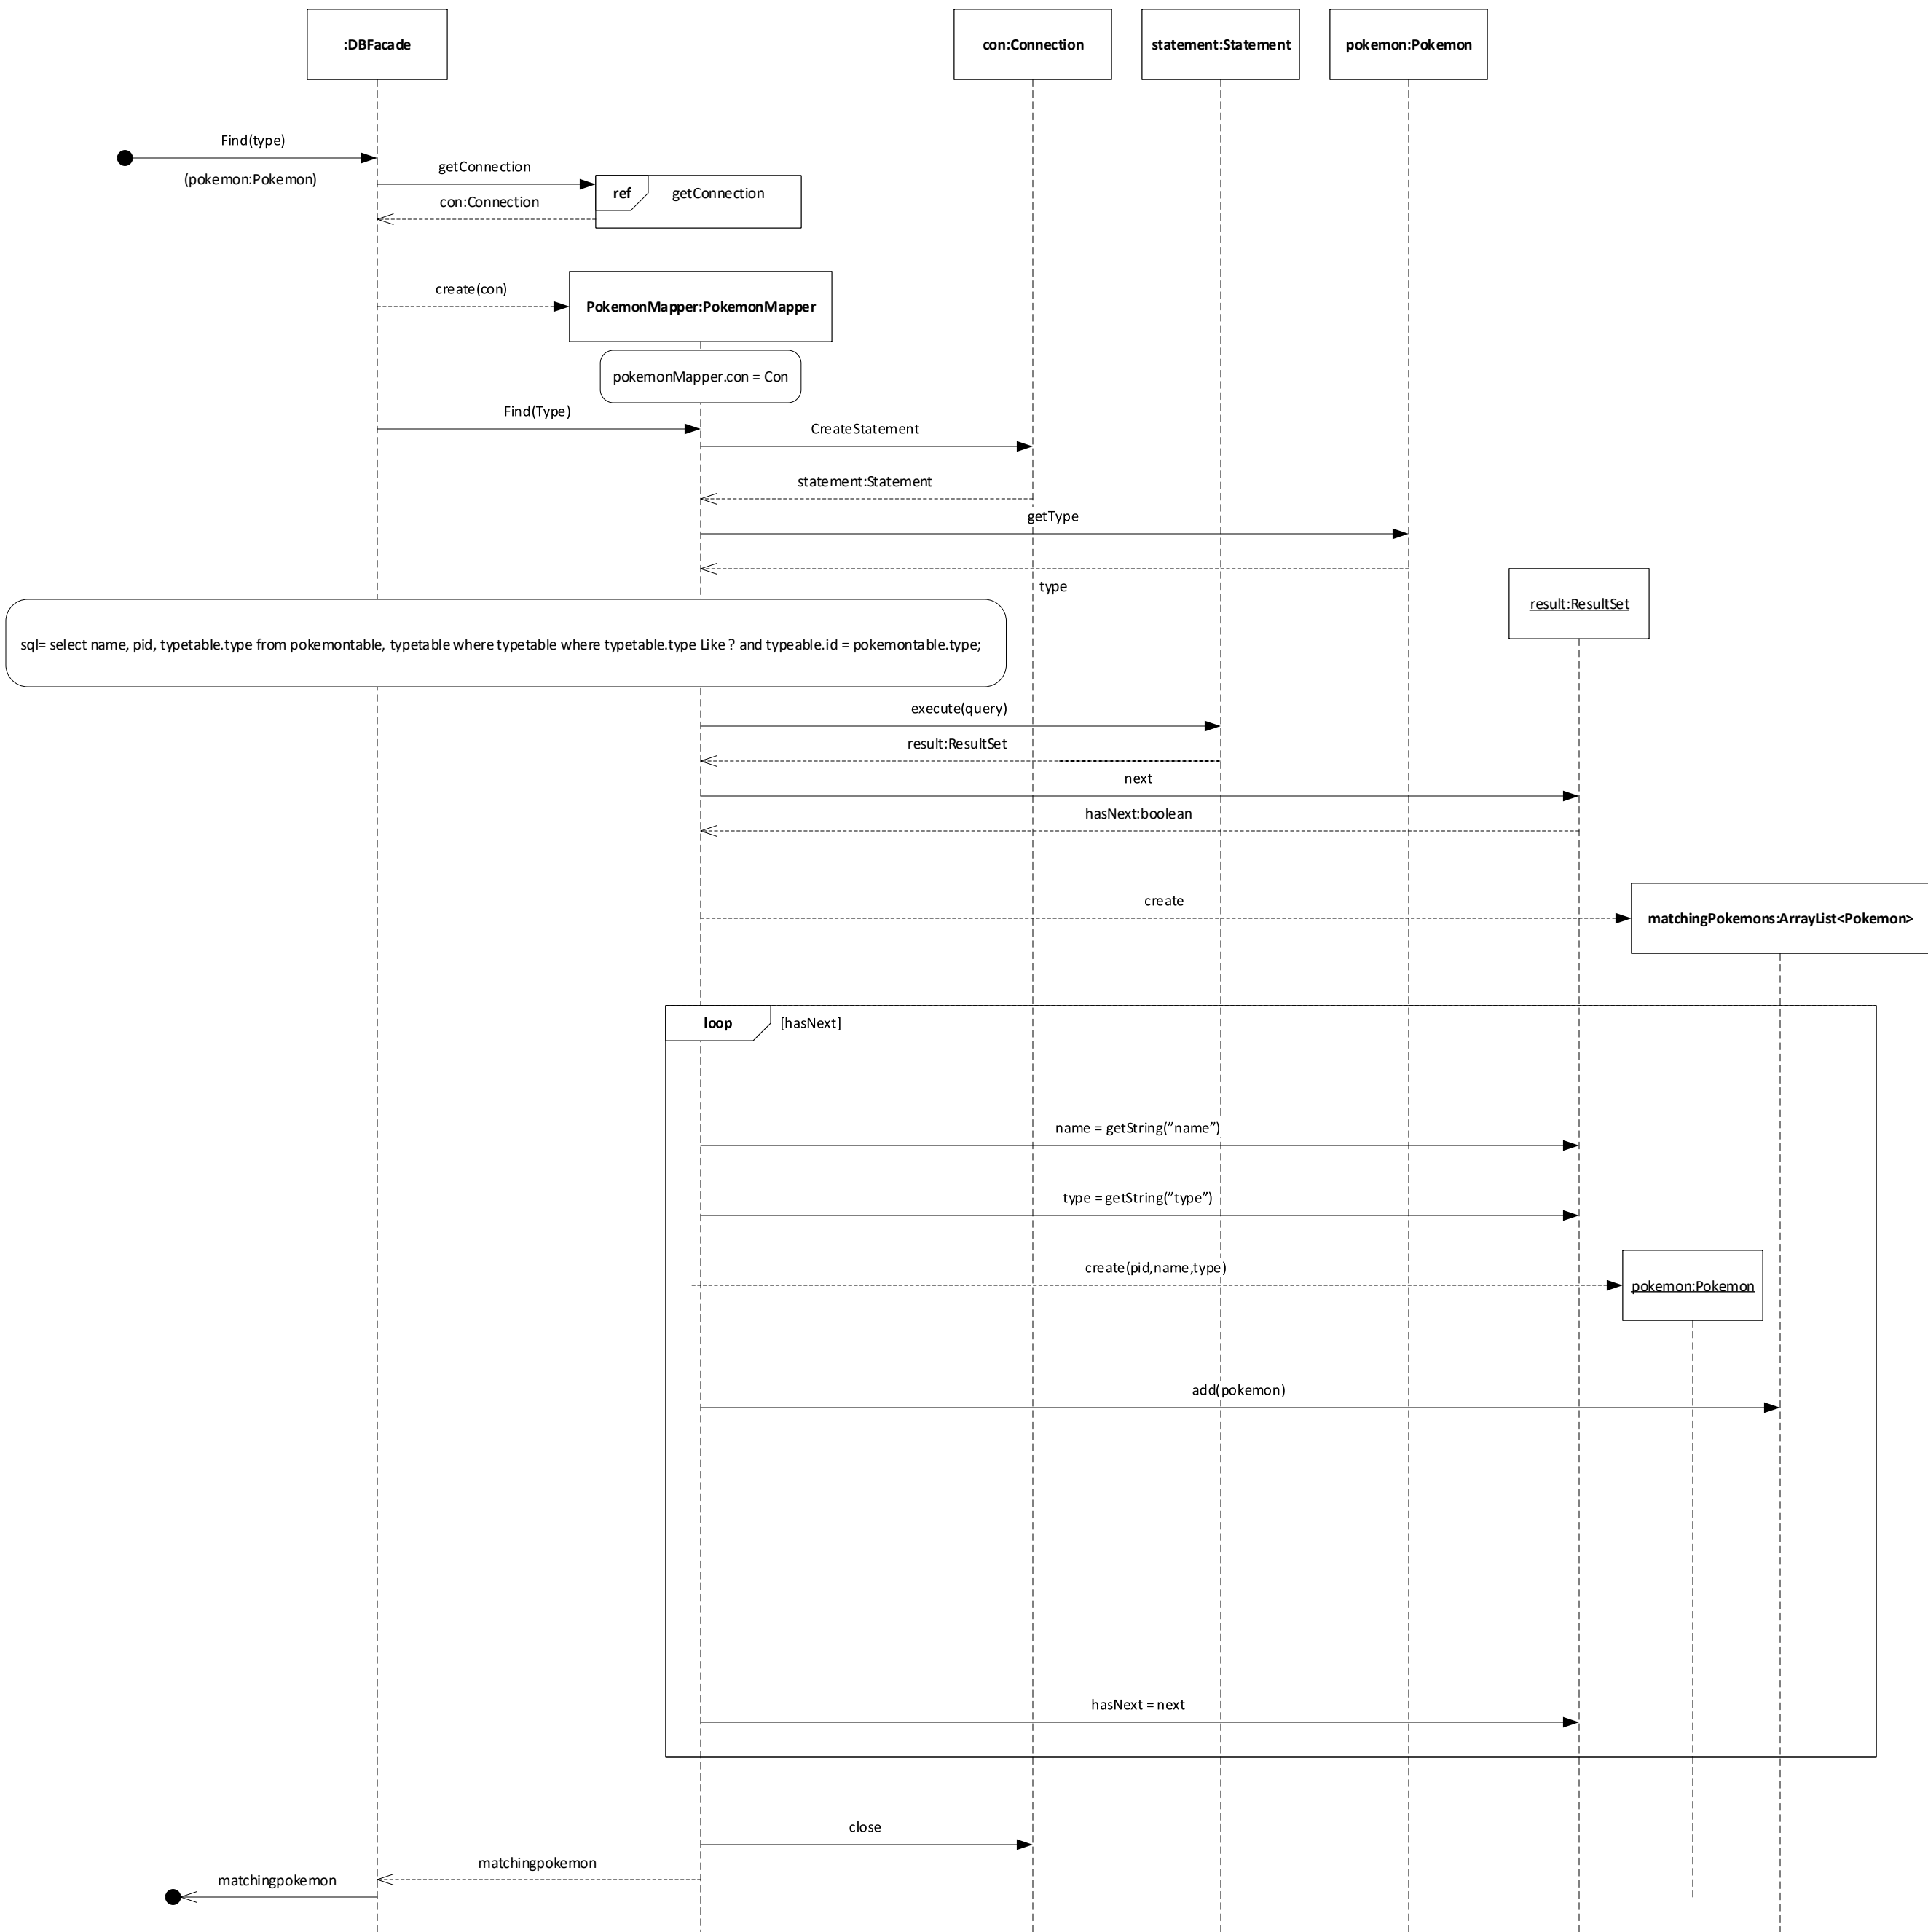 :DBFacade
con:Connection
statement:Statement
pokemon:Pokemon
Find(type)
(pokemon:Pokemon)
getConnection
ref
getConnection
con:Connection
create(con)
PokemonMapper:PokemonMapper
pokemonMapper.con = Con
Find(Type)
CreateStatement
statement:Statement
getType
type
result:ResultSet
sql= select name, pid, typetable.type from pokemontable, typetable where typetable where typetable.type Like ? and typeable.id = pokemontable.type;
execute(query)
result:ResultSet
next
hasNext:boolean
create
matchingPokemons:ArrayList<Pokemon>
loop
[hasNext]
name = getString(”name”)
type = getString(”type”)
create(pid,name,type)
pokemon:Pokemon
add(pokemon)
hasNext = next
close
matchingpokemon
matchingpokemon